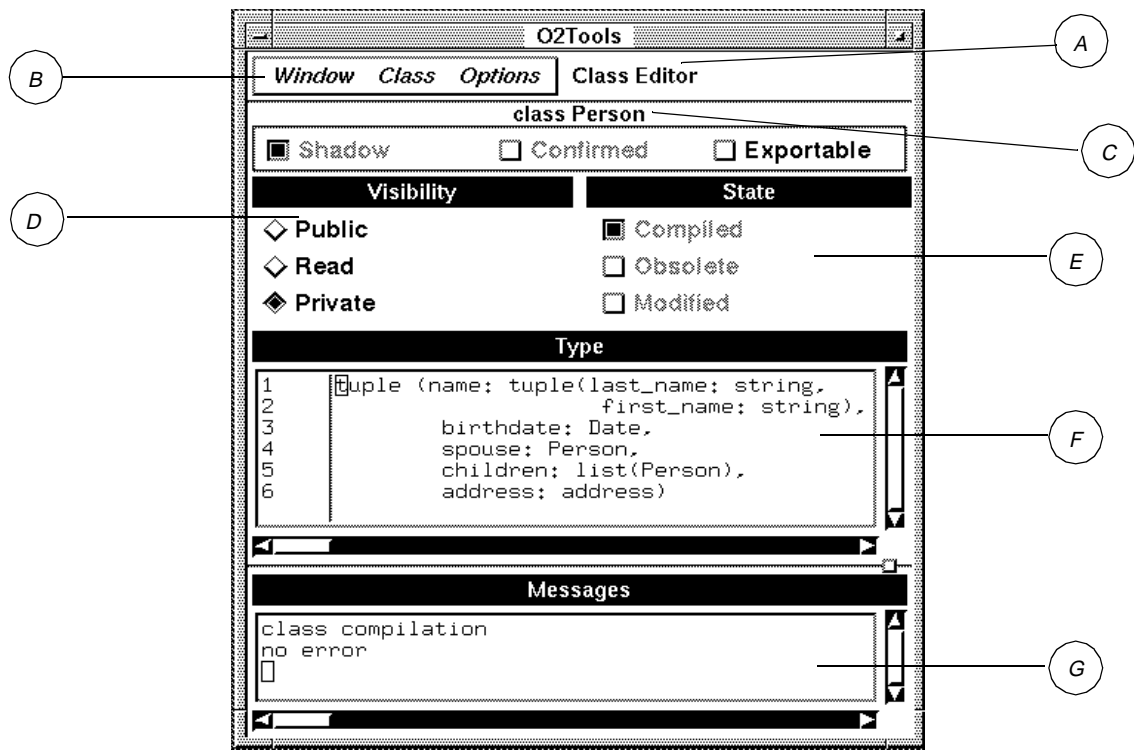 O2Tools
A
B
Window Class Options Class Editor
class Person
C
Shadow Confirmed Exportable
Visibility State
D
Public Compiled
E
Read Obsolete
Private Modified
Type
1 tuple (name: tuple(last_name: string,
2 first_name: string),
3 birthdate: Date,
F
4 spouse: Person,
5 children: list(Person),
6 address: address)
Messages
class compilation
no error
G